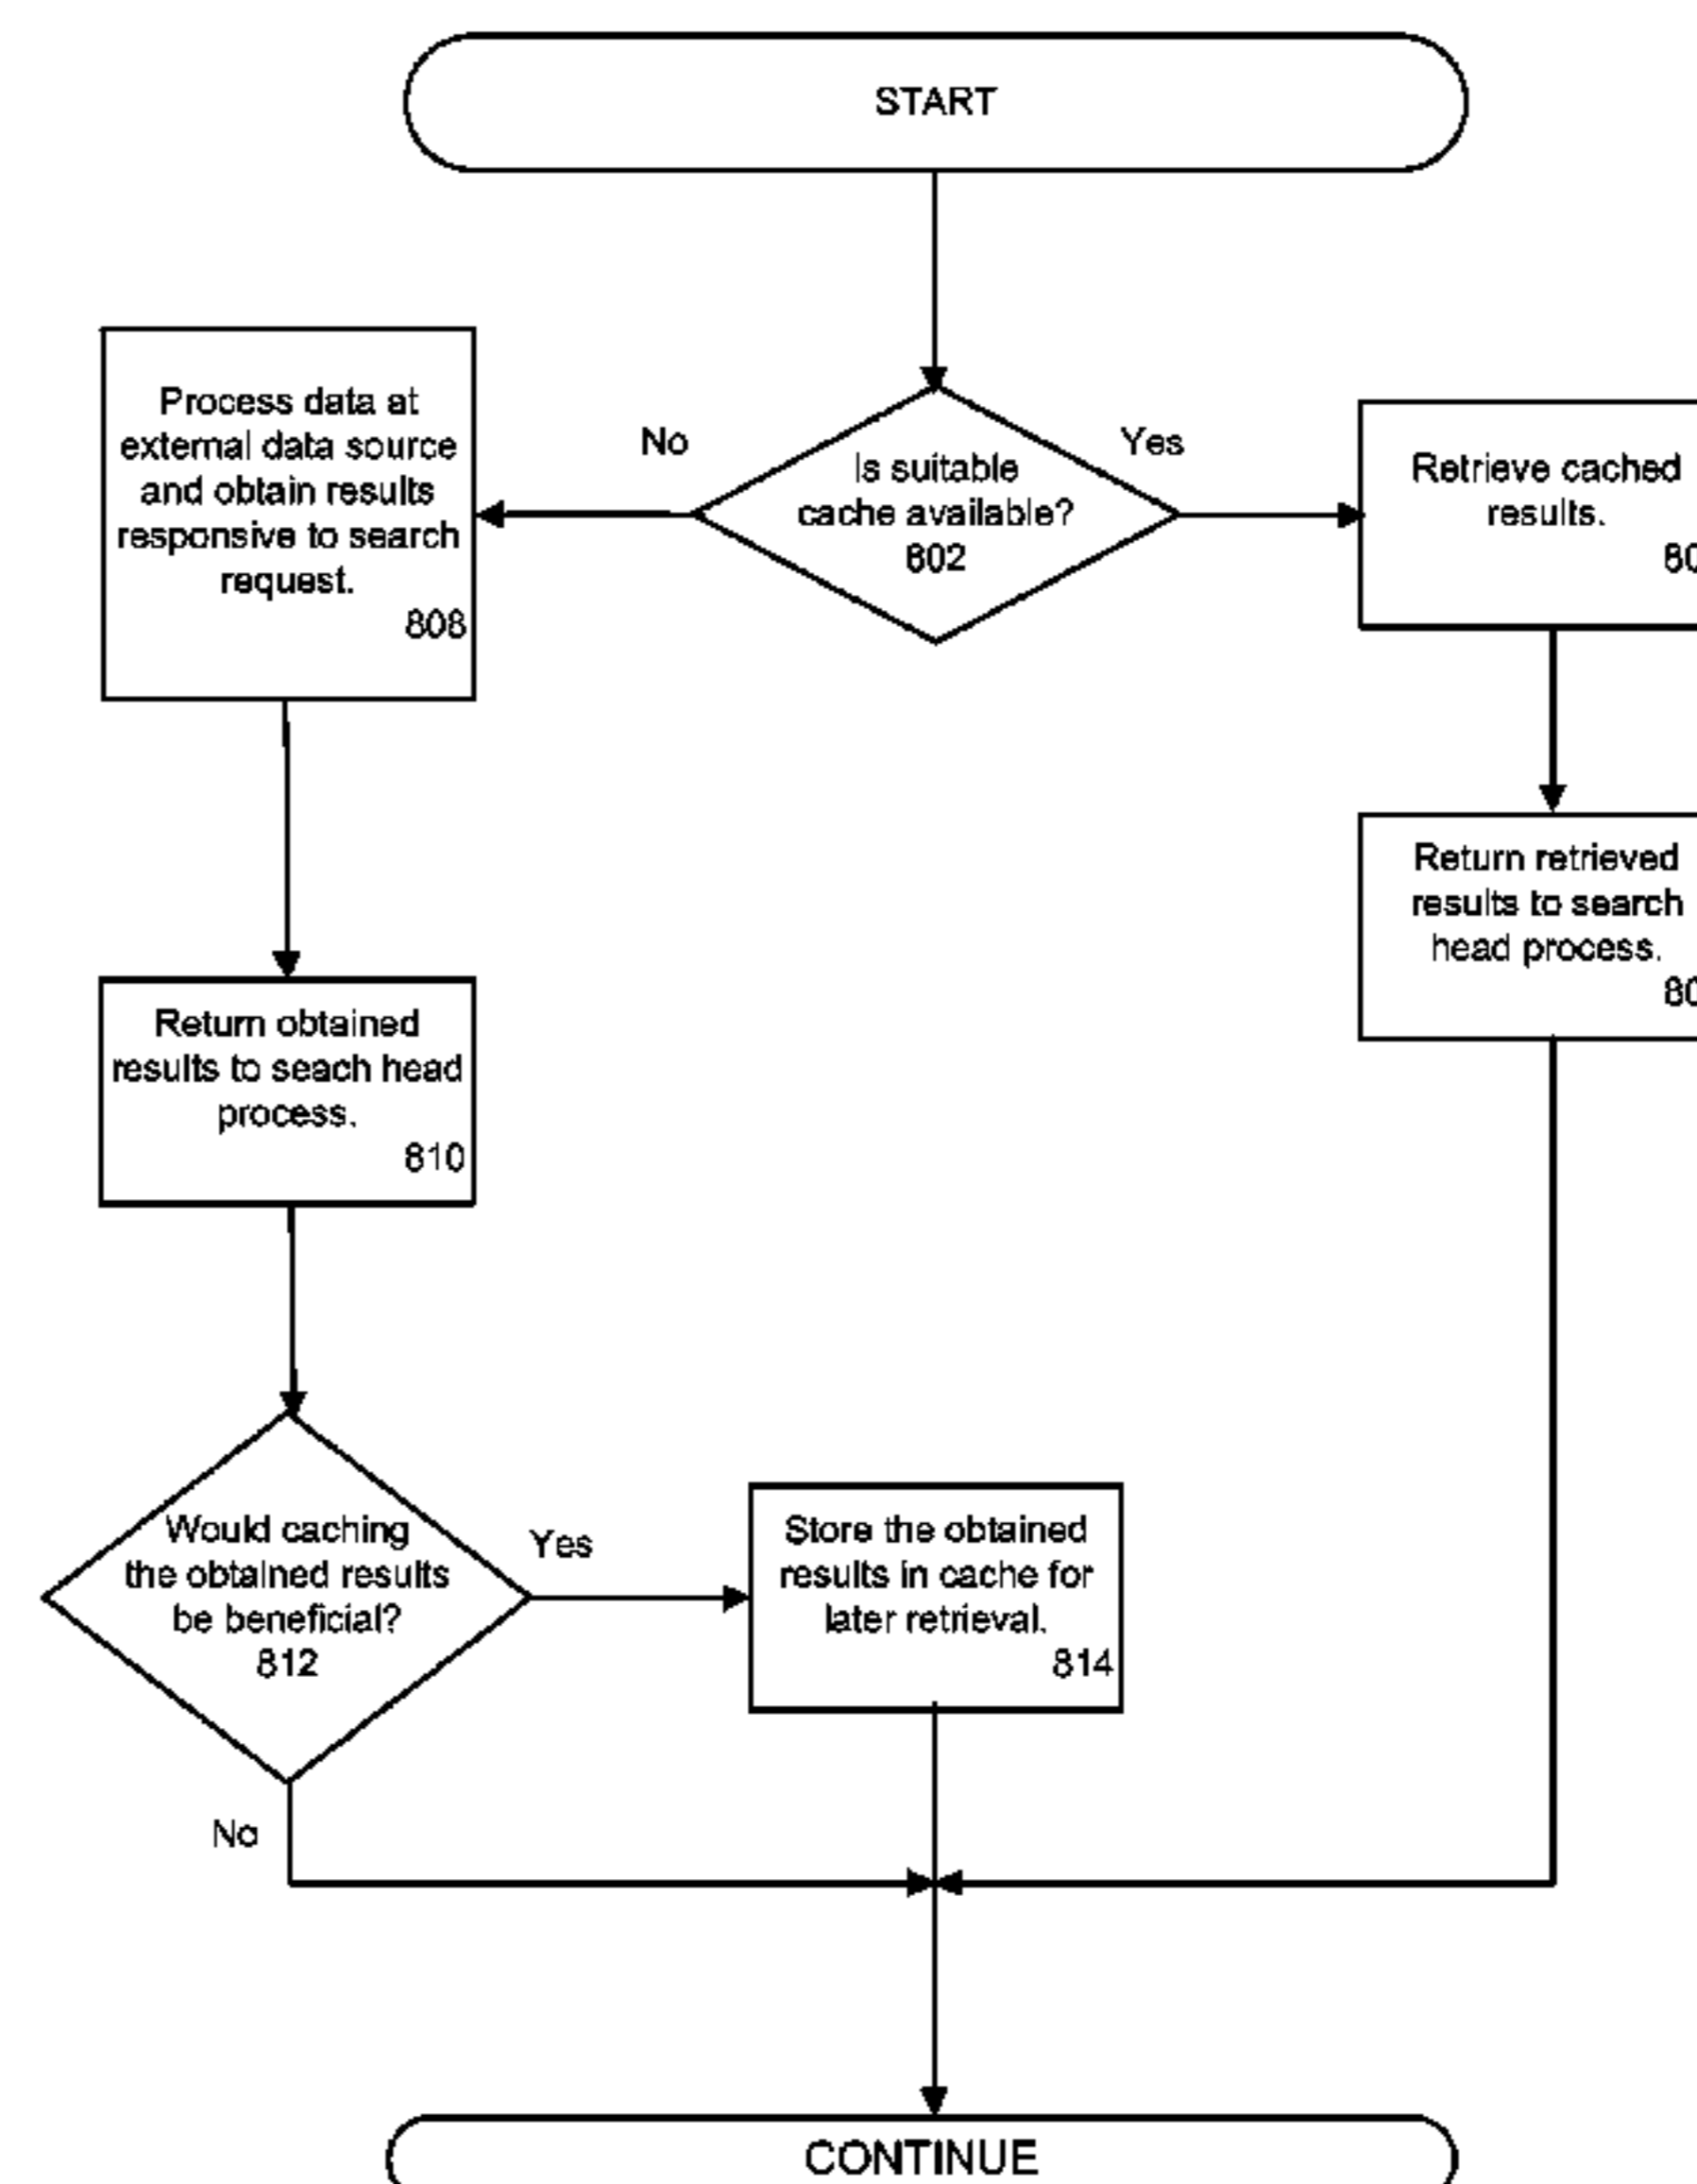 START
No
Yes
Process data at
external data source
and obtain results
responsive to search
request.
808
Is suitable
cache available?
802
Retrieve cached
results.
Return retrieved
results to search
head process.
Return obtained
results to seach head
process.
810
Would caching
the obtained results
be beneficial?
812
Yes
Store the obtained
results in cache for
later retrieval.
814
No
CONTINUE